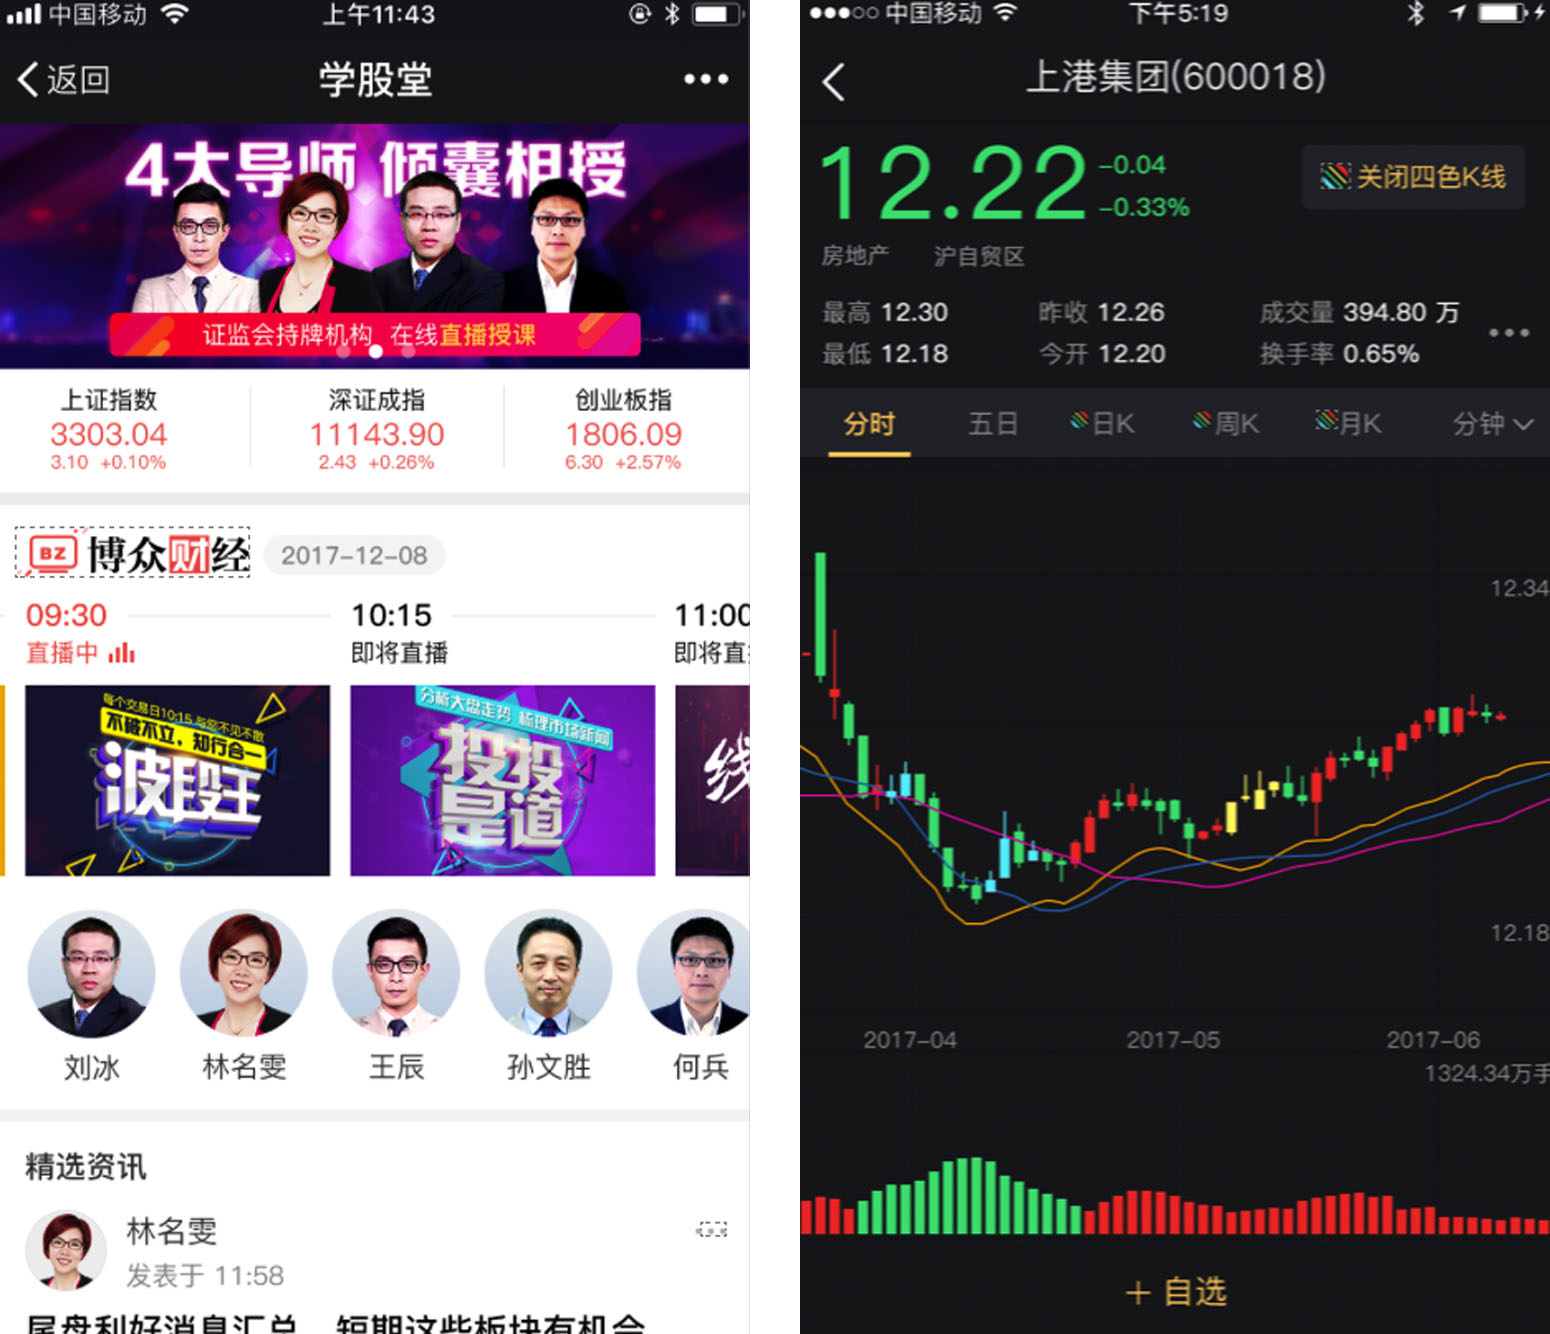 中国移动
上午11:43
返回
学股堂
4大导师 倾囊相授
证监会持牌机构 在线直播授课
上证指数
3303.04
3.10 +0.10%
深证成指
11143.90
2.43 +0.26%
创业板指
1806.09
6.30 +2.57%
BZ 博众财经
2017-12-08
09:30
直播中
10:15
即将直播
11:00
即将直
每个交易日10:15 与您不见不散
不破不立，知行合一
波段王
分析大盘走势 梳理市场新闻
投投是道
线
刘冰
林名雯
王辰
孙文胜
何兵
精选资讯
林名雯
发表于 11:58
尾盘利好消息汇总 短期这些板块有机会
中国移动
下午5:19
上港集团(600018)
12.22
-0.04
-0.33%
关闭四色K线
房地产 沪自贸区
最高 12.30 昨收 12.26 成交量 394.80 万
最低 12.18 今开 12.20 换手率 0.65%
分时 五日 日K 周K 月K 分钟
12.34
12.18
2017-04 2017-05 2017-06
1324.34万手
＋ 自选